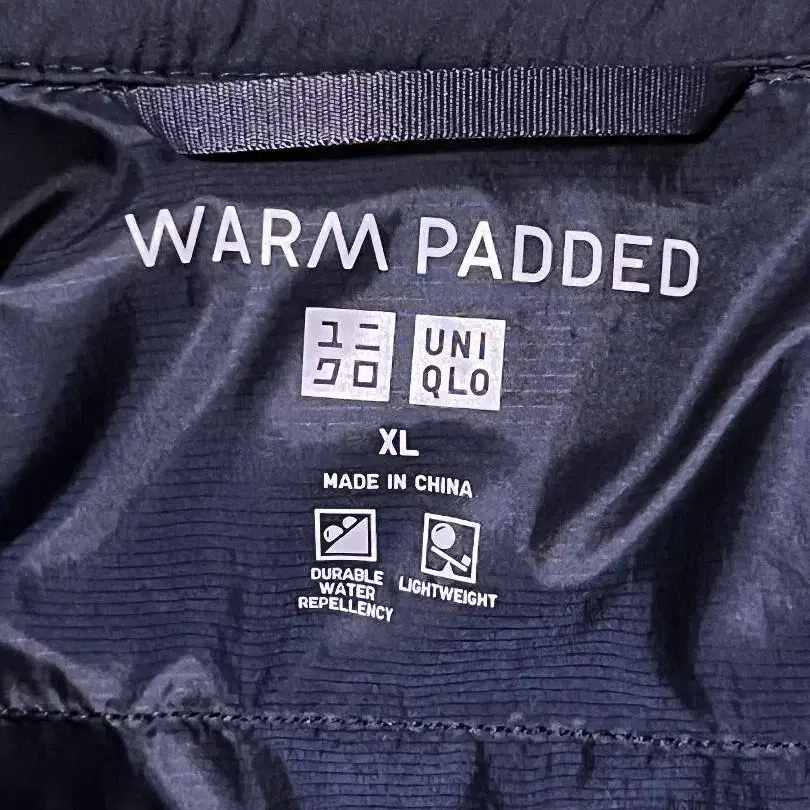 WARM PADDED
ユニ UNI
クロ QLO
XL
MADE IN CHINA
DURABLE
WATER
REPELLENCY
LIGHTWEIGHT